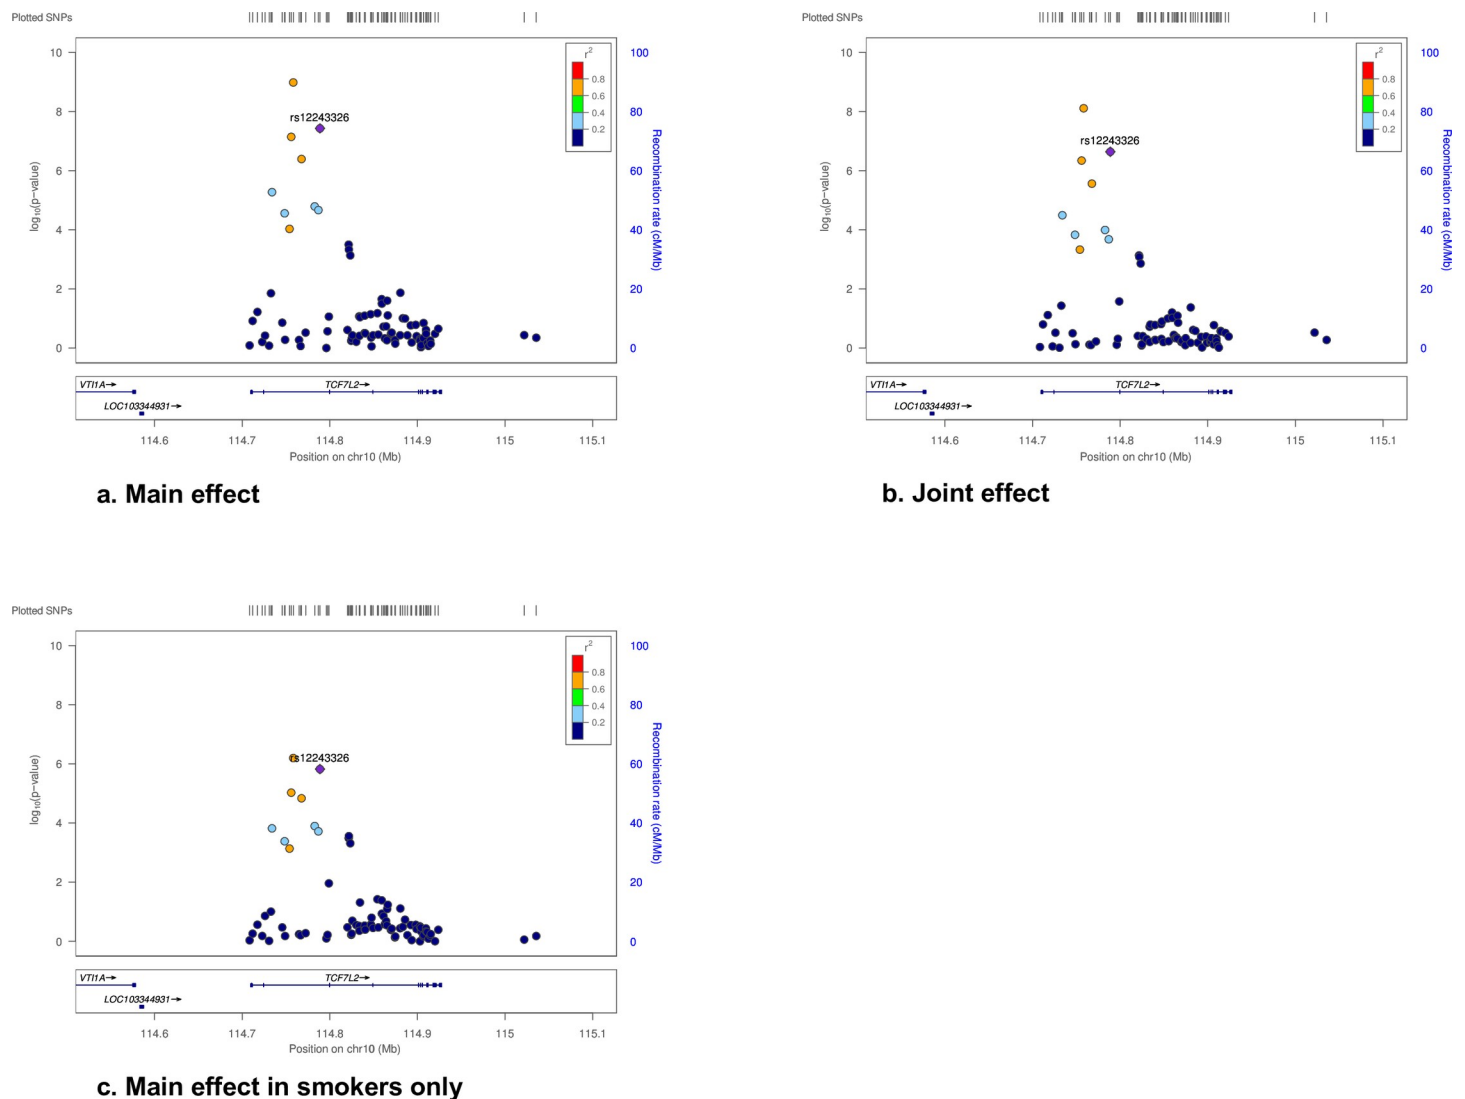 Plotted SNPs
10
8
6
4
2
0
log10(p−value)
rs12243326
r2
0.8
0.6
0.4
0.2
100
80
60
40
20
0
Recombination rate (cM/Mb)
VTI1A
TCF7L2
LOC103344931
114.6 114.7 114.8 114.9 115 115.1
Position on chr10 (Mb)
a. Main effect
Plotted SNPs
10
8
6
4
2
0
log10(p−value)
rs12243326
r2
0.8
0.6
0.4
0.2
100
80
60
40
20
0
Recombination rate (cM/Mb)
VTI1A
TCF7L2
LOC103344931
114.6 114.7 114.8 114.9 115 115.1
Position on chr10 (Mb)
b. Joint effect
Plotted SNPs
10
8
6
4
2
0
log10(p−value)
rs12243326
r2
0.8
0.6
0.4
0.2
100
80
60
40
20
0
Recombination rate (cM/Mb)
VTI1A
TCF7L2
LOC103344931
114.6 114.7 114.8 114.9 115 115.1
Position on chr10 (Mb)
c. Main effect in smokers only